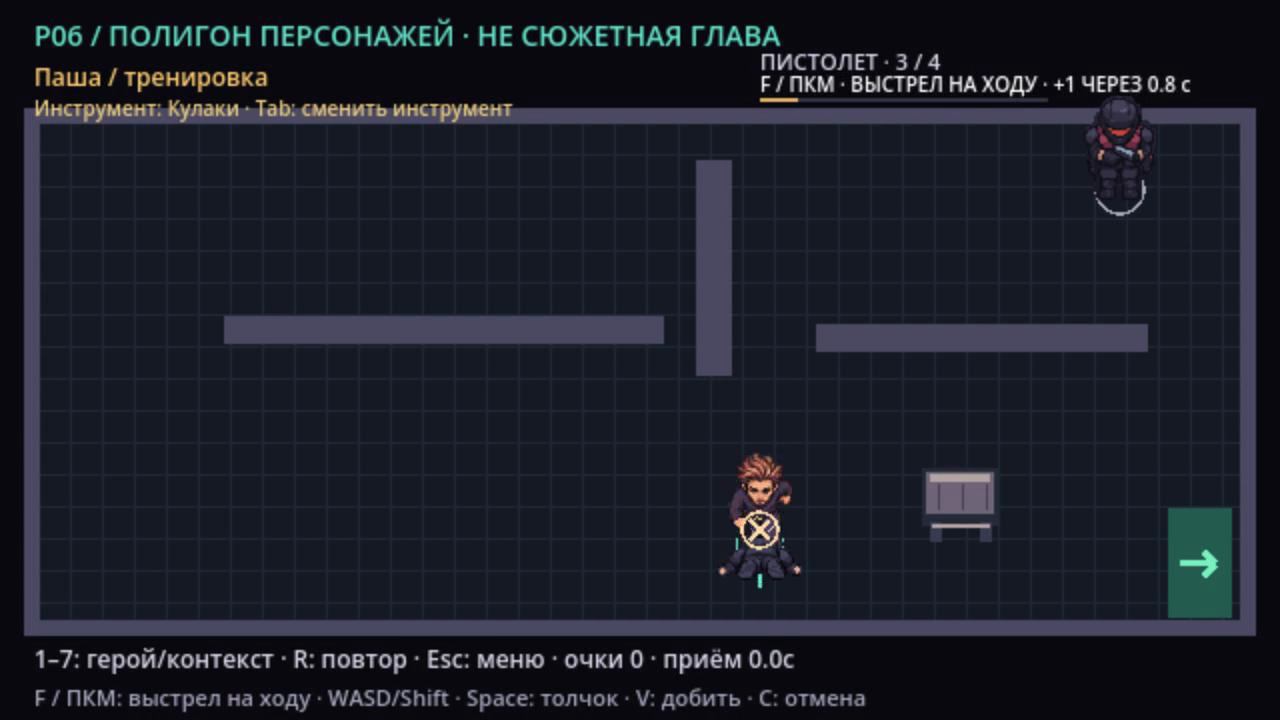 P06 / ПОЛИГОН ПЕРСОНАЖЕЙ · НЕ СЮЖЕТНАЯ ГЛАВА
ПИСТОЛЕТ · 3 / 4
Паша / тренировка
F / ПКМ · ВЫСТРЕЛ НА ХОДУ · +1 ЧЕРЕЗ 0.8 с
Инструмент: Кулаки · Tab: сменить инструмент
1–7: герой/контекст · R: повтор · Esc: меню · очки 0 · приём 0.0с
F / ПКМ: выстрел на ходу · WASD/Shift · Space: толчок · V: добить · C: отмена